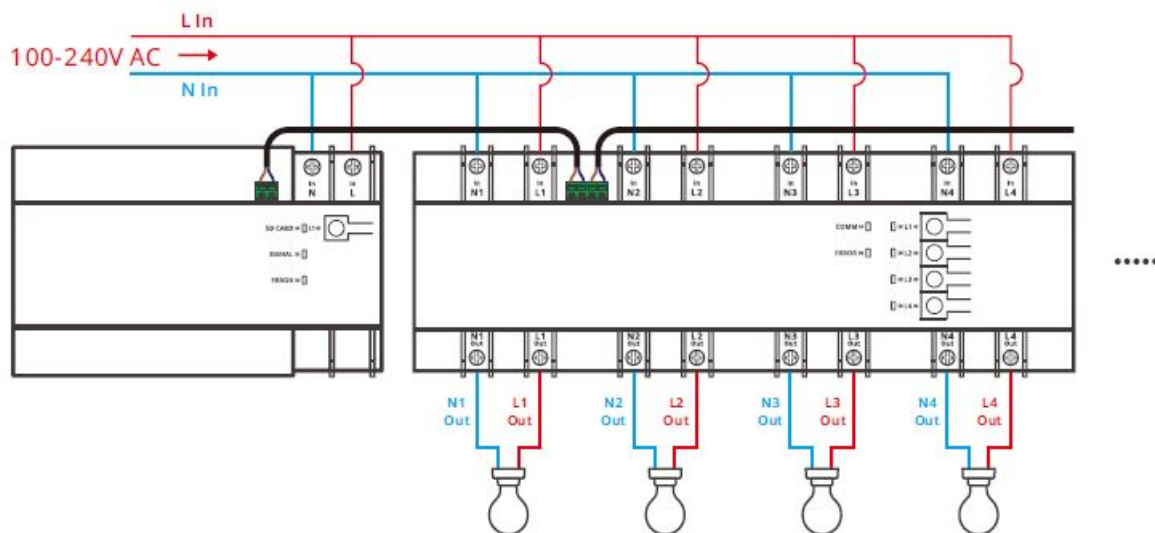 L In
100-240V AC
N In
In N
In L
In N1
In L1
In N2
In L2
In N3
In L3
In N4
In L4
SD CARD
L1
SIGNAL
ERROR
COMM
ERROR
L1
L2
L3
L4
N1 Out
L1 Out
N2 Out
L2 Out
N3 Out
L3 Out
N4 Out
L4 Out
N1 Out
L1 Out
N2 Out
L2 Out
N3 Out
L3 Out
N4 Out
L4 Out